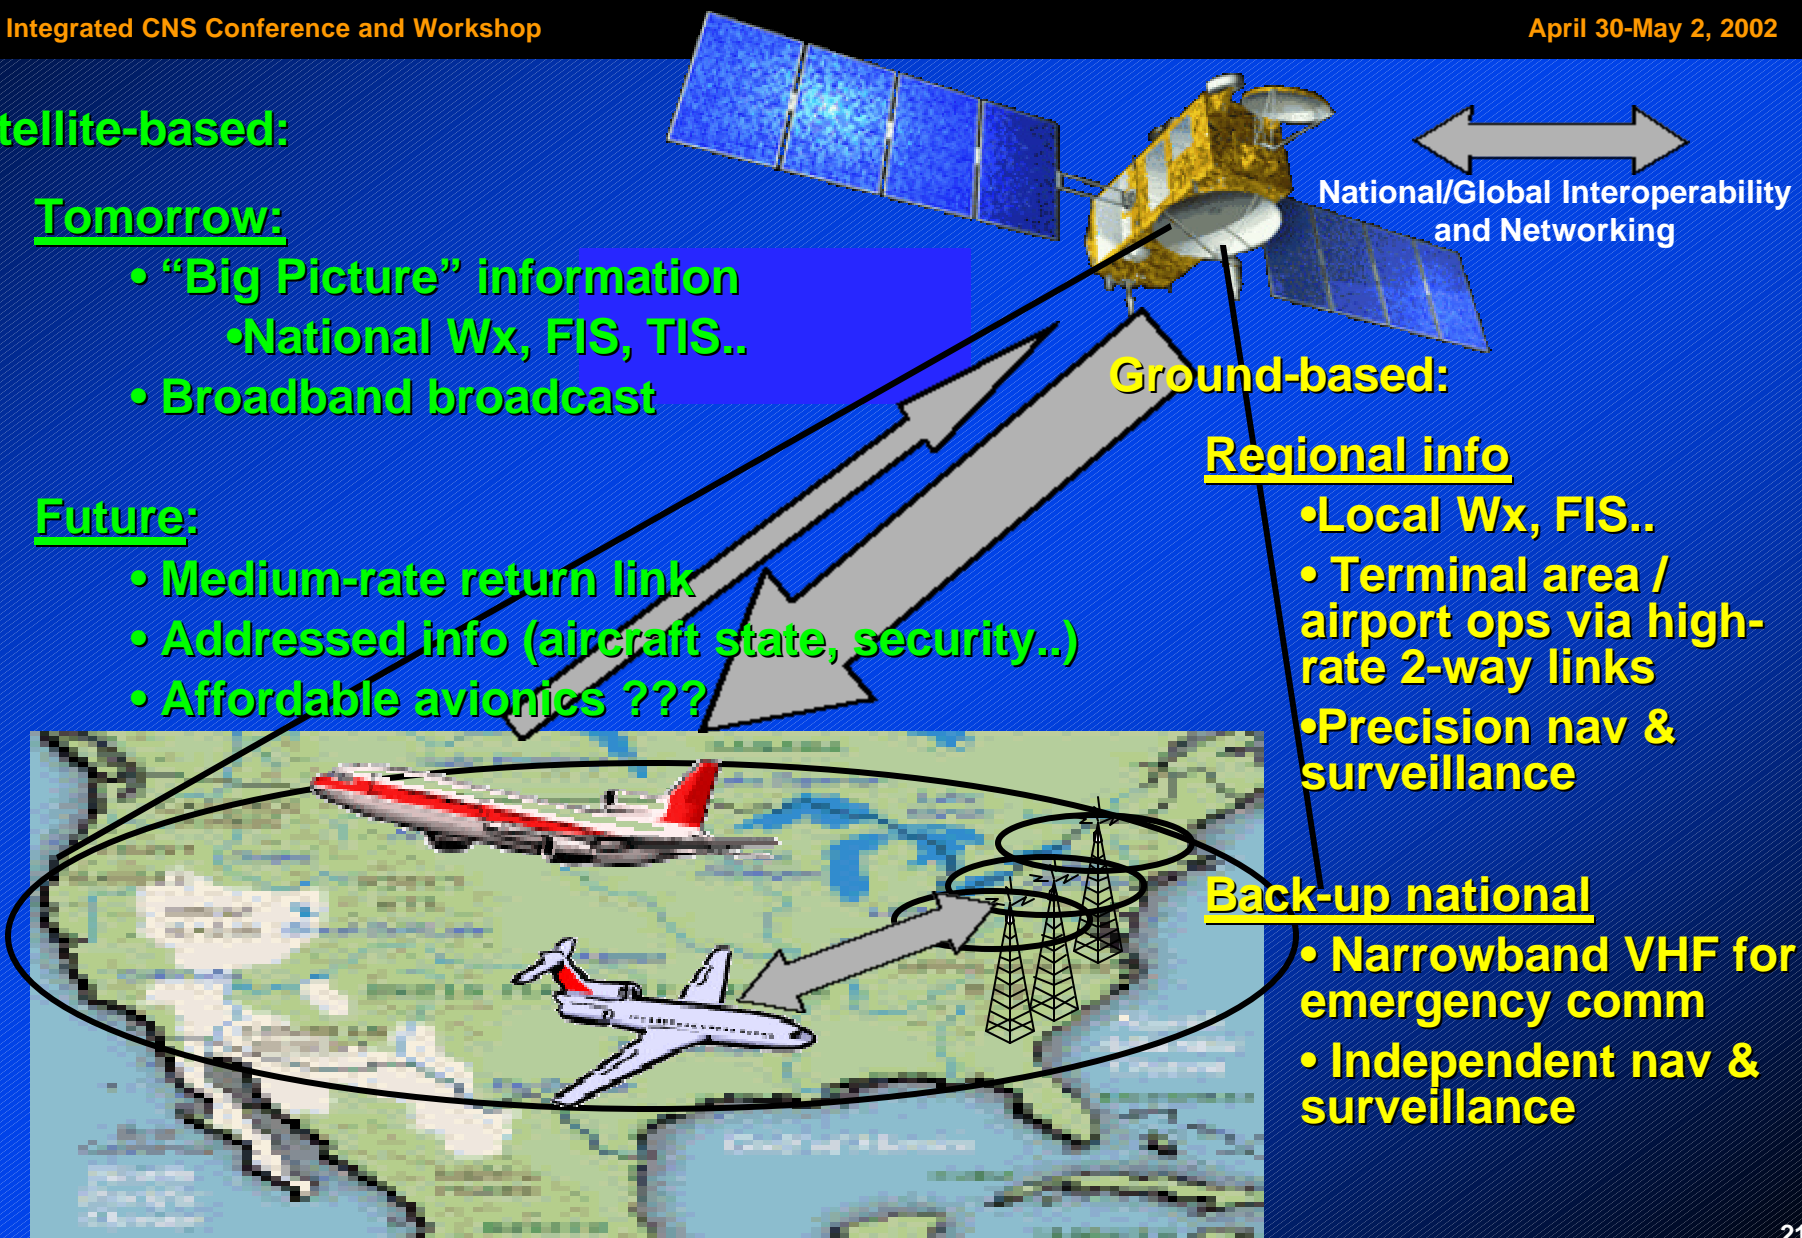 Integrated CNS Conference and Workshop
April 30-May 2, 2002
tellite-based:
National/Global Interoperability
and Networking
Tomorrow:
• “Big Picture” information
•National Wx, FIS, TIS..
• Broadband broadcast
Future:
• Medium-rate return link
• Addressed info (aircraft state, security..)
• Affordable avionics ???
Ground-based:
Regional info
•Local Wx, FIS..
• Terminal area /
airport ops via high-
rate 2-way links
•Precision nav &
surveillance
Back-up national
• Narrowband VHF for
emergency comm
• Independent nav &
surveillance
21